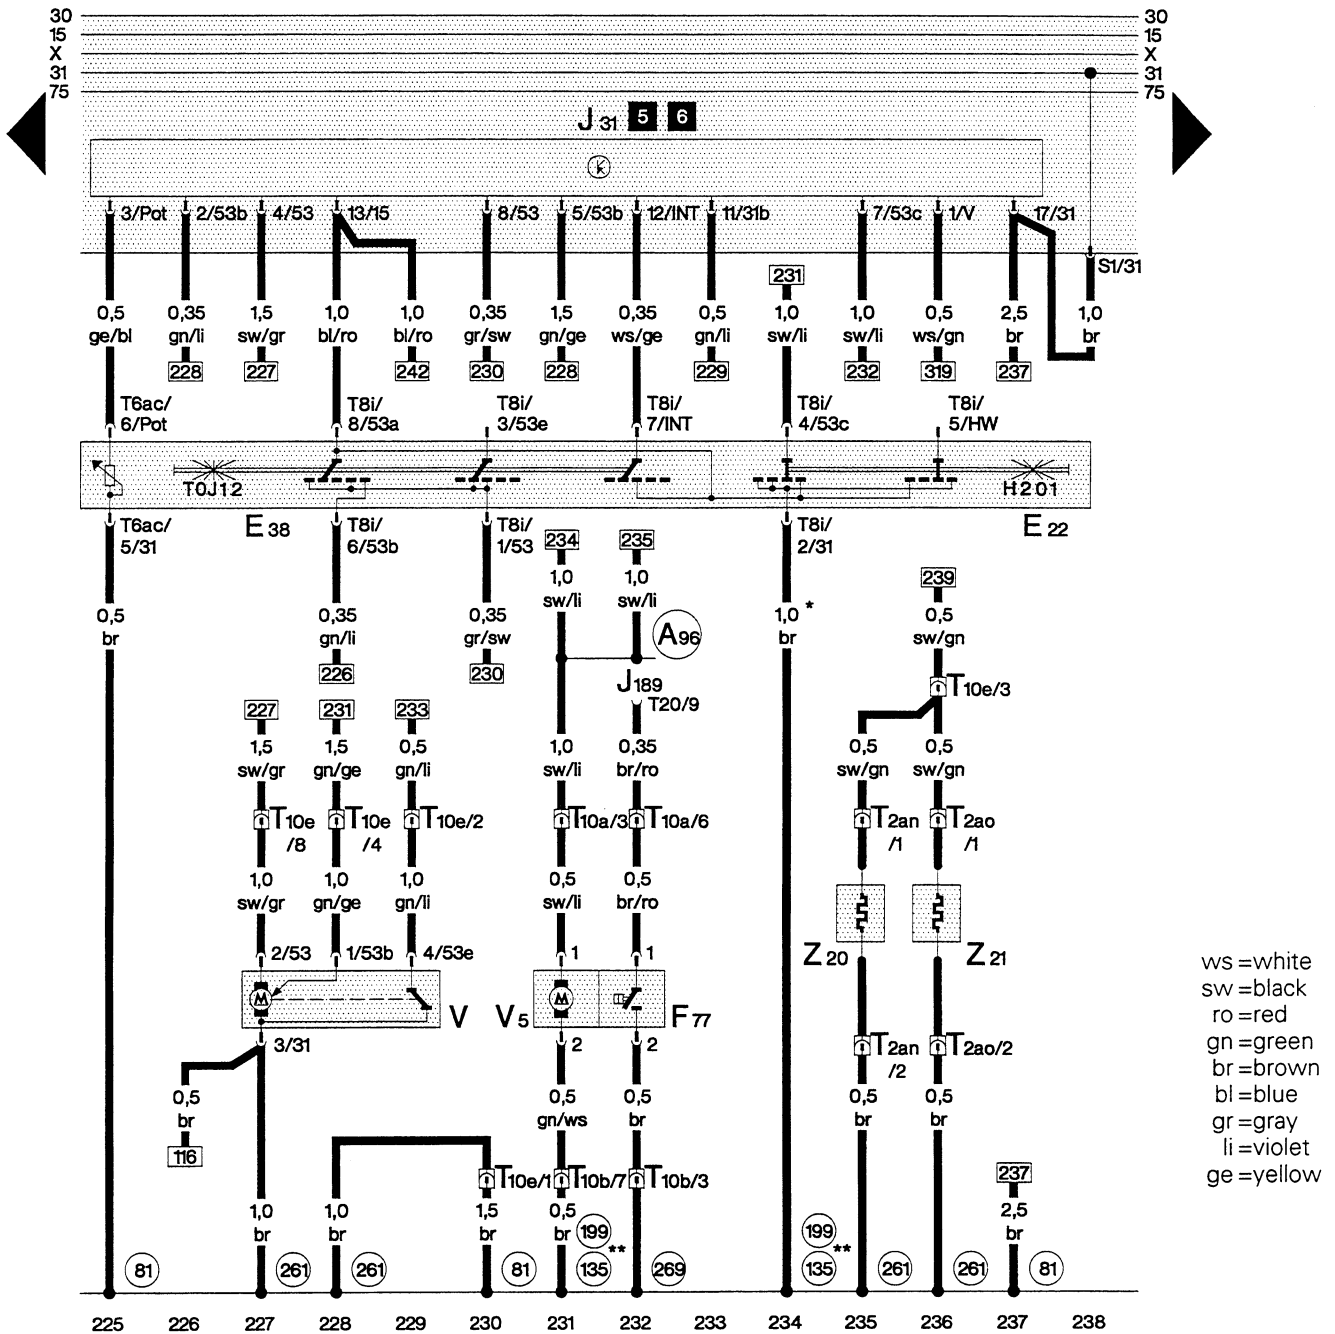 30 30
15 15
X X
31 31
75 75
J 31 5 6
3/Pot 2/53b 4/53 13/15 8/53 5/53b 12/INT 11/31b 7/53c 1/V 17/31
S1/31
231
0,5 0,35 1,5 1,0 1,0 0,35 1,5 0,35 0,5 1,0 1,0 0,5 2,5 1,0
ge/bl gn/li sw/gr bl/ro bl/ro gr/sw gn/ge ws/ge gn/li sw/li sw/li ws/gn br br
228 227 242 230 228 229 232 319 237
T6ac/ T8i/ T8i/ T8i/ T8i/ T8i/
6/Pot 8/53a 3/53e 7/INT 4/53c 5/HW
T0J12 H201
T6ac/ E 38 T8i/ T8i/ T8i/ E 22
5/31 6/53b 1/53 234 235 2/31
1,0 1,0 239
sw/li sw/li
0,5 0,35 0,35 1,0 * 0,5
br gn/li gr/sw A96 br sw/gn
226 230
J189 T10e/3
227 231 233 T20/9
1,5 1,5 0,5 1,0 0,35 0,5 0,5
sw/gr gn/ge gn/li sw/li br/ro sw/gn sw/gn
T10e T10e T10e/2 T10a/3 T10a/6 T2an T2ao
/8 /4 /1 /1
1,0 1,0 1,0 0,5 0,5
sw/gr gn/ge gn/li sw/li br/ro
2/53 1/53b 4/53e 1 1 Z 20 Z 21
M V V5 M F77
3/31 2 2 T2an T2ao/2
/2
0,5 0,5 0,5 0,5 0,5
br gn/ws br br br
116
T10e/1 T10b/7 T10b/3 237
1,0 1,0 1,5 0,5 2,5
br br br br 199 ** 199 ** br
81 261 261 81 135 269 135 261 261 81
225 226 227 228 229 230 231 232 233 234 235 236 237 238
ws =white
sw =black
ro =red
gn =green
br =brown
bl =blue
gr =gray
li =violet
ge =yellow